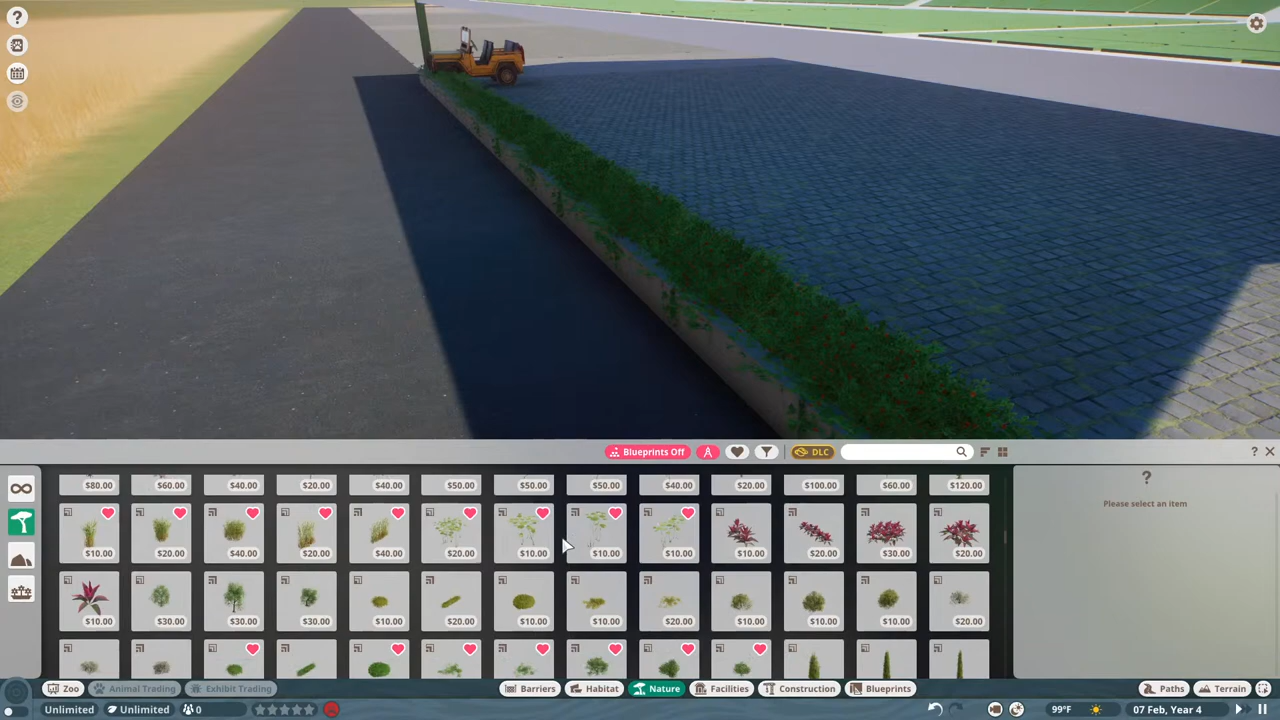 Blueprints Off
DLC
?
?
Please select an item
$80.00 $60.00 $40.00 $20.00 $40.00 $50.00 $50.00 $50.00 $40.00 $20.00 $100.00 $60.00 $120.00
$10.00 $20.00 $40.00 $20.00 $40.00 $20.00 $10.00 $10.00 $10.00 $10.00 $20.00 $30.00 $20.00
$10.00 $30.00 $30.00 $30.00 $10.00 $20.00 $10.00 $10.00 $20.00 $10.00 $10.00 $10.00 $20.00
Zoo Animal Trading Exhibit Trading Barriers Habitat Nature Facilities Construction Blueprints Paths Terrain
Unlimited Unlimited 0 99°F 07 Feb, Year 4